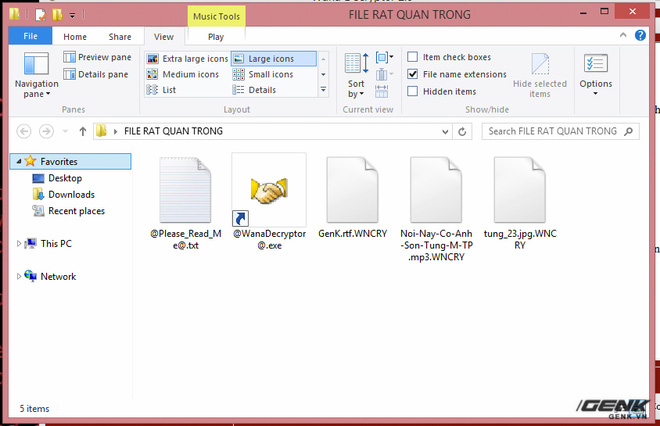 Music Tools
FILE RAT QUAN TRONG
File
Home
Share
View
Play
Navigation
pane
Preview pane
Details pane
Panes
Extra large icons
Large icons
Medium icons
Small icons
List
Details
Layout
Sort
by
Current view
Item check boxes
File name extensions
Hidden items
Hide selected
items
Show/hide
Options
FILE RAT QUAN TRONG
Search FILE RAT QUAN TRONG
Favorites
Desktop
Downloads
Recent places
This PC
Network
@Please_Read_M
e@.txt
@WanaDecryptor
@.exe
GenK.rtf.WNCRY
Noi-Nay-Co-Anh
-Son-Tung-M-TP
.mp3.WNCRY
tung_23.jpg.WNC
RY
5 items
GENK
GENK.VN